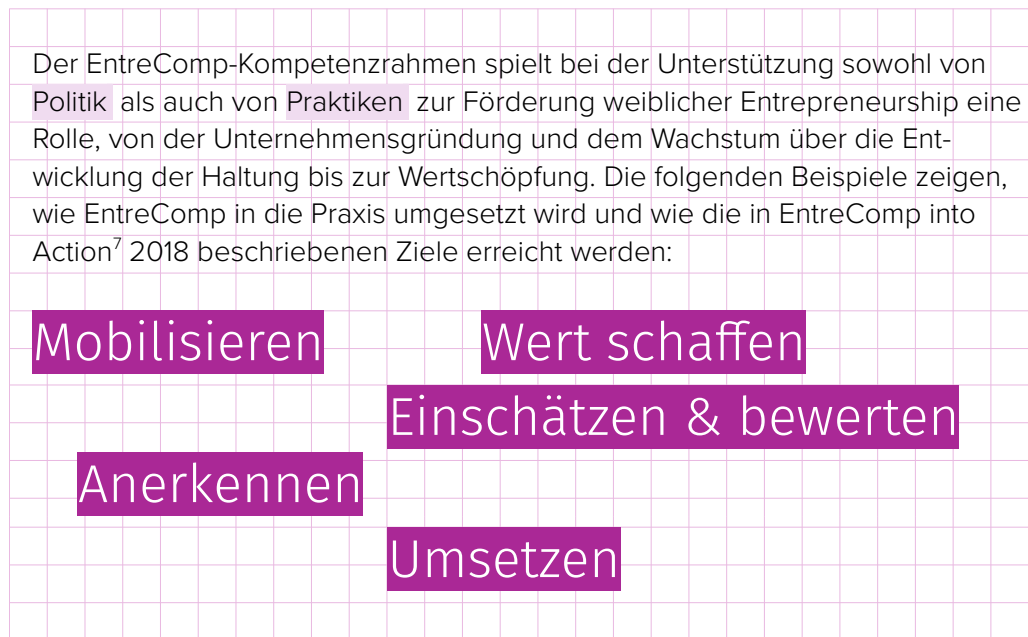 Der EntreComp-Kompetenzrahmen spielt bei der Unterstützung sowohl von
Politik als auch von Praktiken zur Förderung weiblicher Entrepreneurship eine
Rolle, von der Unternehmensgründung und dem Wachstum über die Ent-
wicklung der Haltung bis zur Wertschöpfung. Die folgenden Beispiele zeigen,
wie EntreComp in die Praxis umgesetzt wird und wie die in EntreComp into
Action⁷ 2018 beschriebenen Ziele erreicht werden:
Mobilisieren
Wert schaffen
Einschätzen & bewerten
Anerkennen
Umsetzen